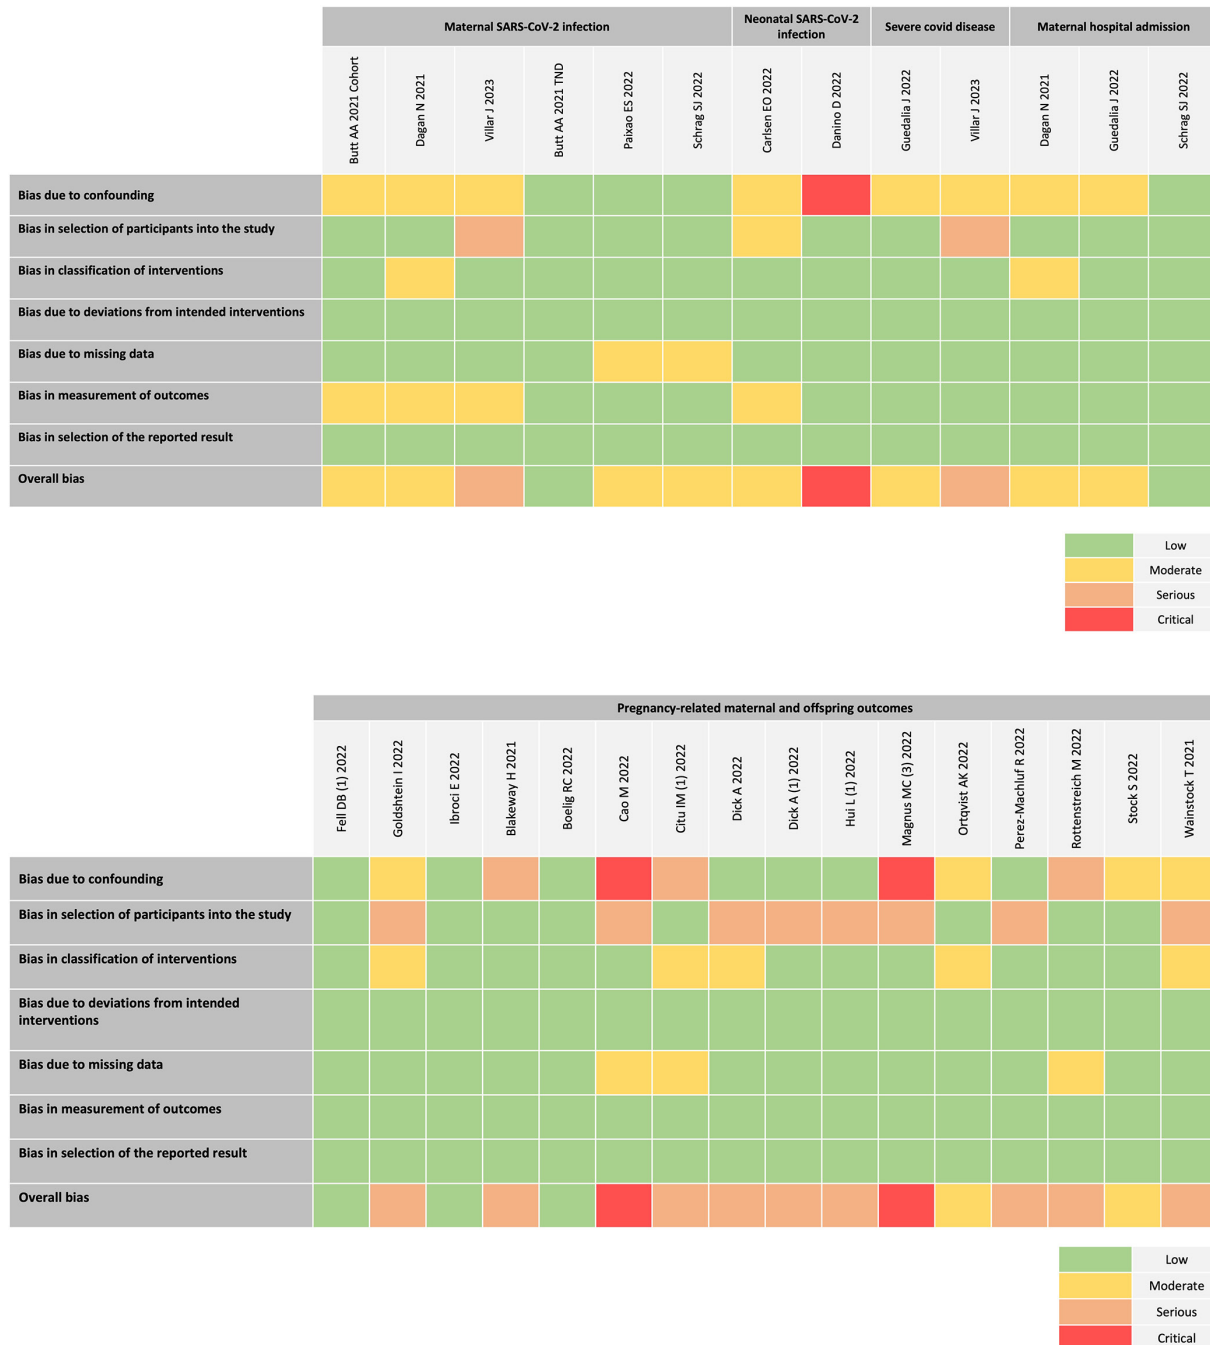 Maternal SARS-CoV-2 infection
Neonatal SARS-CoV-2
infection
Severe covid disease
Maternal hospital admission
Butt AA 2021 Cohort
Dagan N 2021
Villar J 2023
Butt AA 2021 TND
Paixao ES 2022
Schrag SJ 2022
Carlsen EO 2022
Danino D 2022
Guedalia J 2022
Villar J 2023
Dagan N 2021
Guedalia J 2022
Schrag SJ 2022
Bias due to confounding
Bias in selection of participants into the study
Bias in classification of interventions
Bias due to deviations from intended interventions
Bias due to missing data
Bias in measurement of outcomes
Bias in selection of the reported result
Overall bias
Low
Moderate
Serious
Critical
Pregnancy-related maternal and offspring outcomes
Fell DB (1) 2022
Goldshtein I 2022
Ibroci E 2022
Blakeway H 2021
Boelig RC 2022
Cao M 2022
Citu IM (1) 2022
Dick A 2022
Dick A (1) 2022
Hui L (1) 2022
Magnus MC (3) 2022
Ortqvist AK 2022
Perez-Machluf R 2022
Rottenstreich M 2022
Stock S 2022
Wainstock T 2021
Bias due to confounding
Bias in selection of participants into the study
Bias in classification of interventions
Bias due to deviations from intended
interventions
Bias due to missing data
Bias in measurement of outcomes
Bias in selection of the reported result
Overall bias
Low
Moderate
Serious
Critical